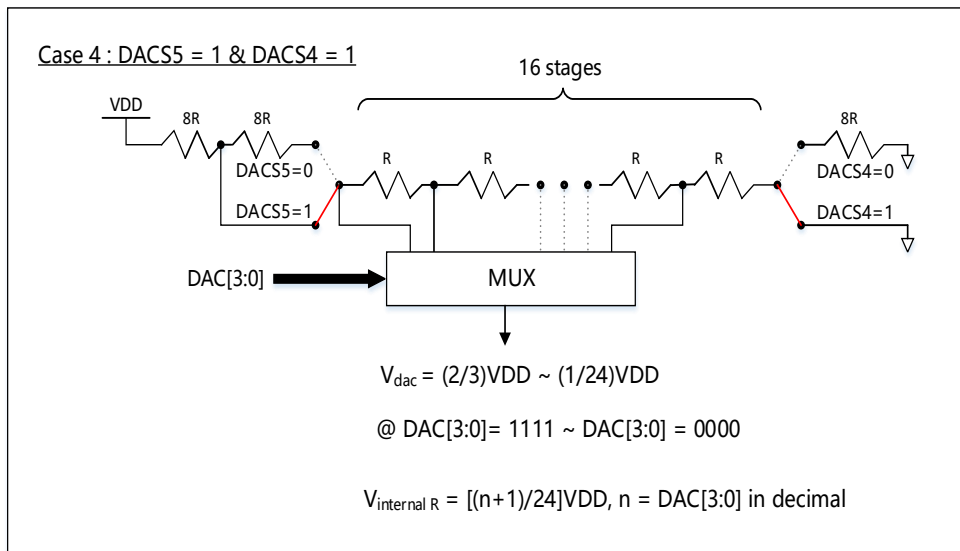 Case 4 : DACS5 = 1 & DACS4 = 1
16 stages
VDD
8R
8R
8R
R
R
R
R
DACS5=0
DACS4=0
DACS5=1
DACS4=1
DAC[3:0]
MUX
Vdac = (2/3)VDD ~ (1/24)VDD
@ DAC[3:0]= 1111 ~ DAC[3:0] = 0000
Vinternal R = [(n+1)/24]VDD, n = DAC[3:0] in decimal